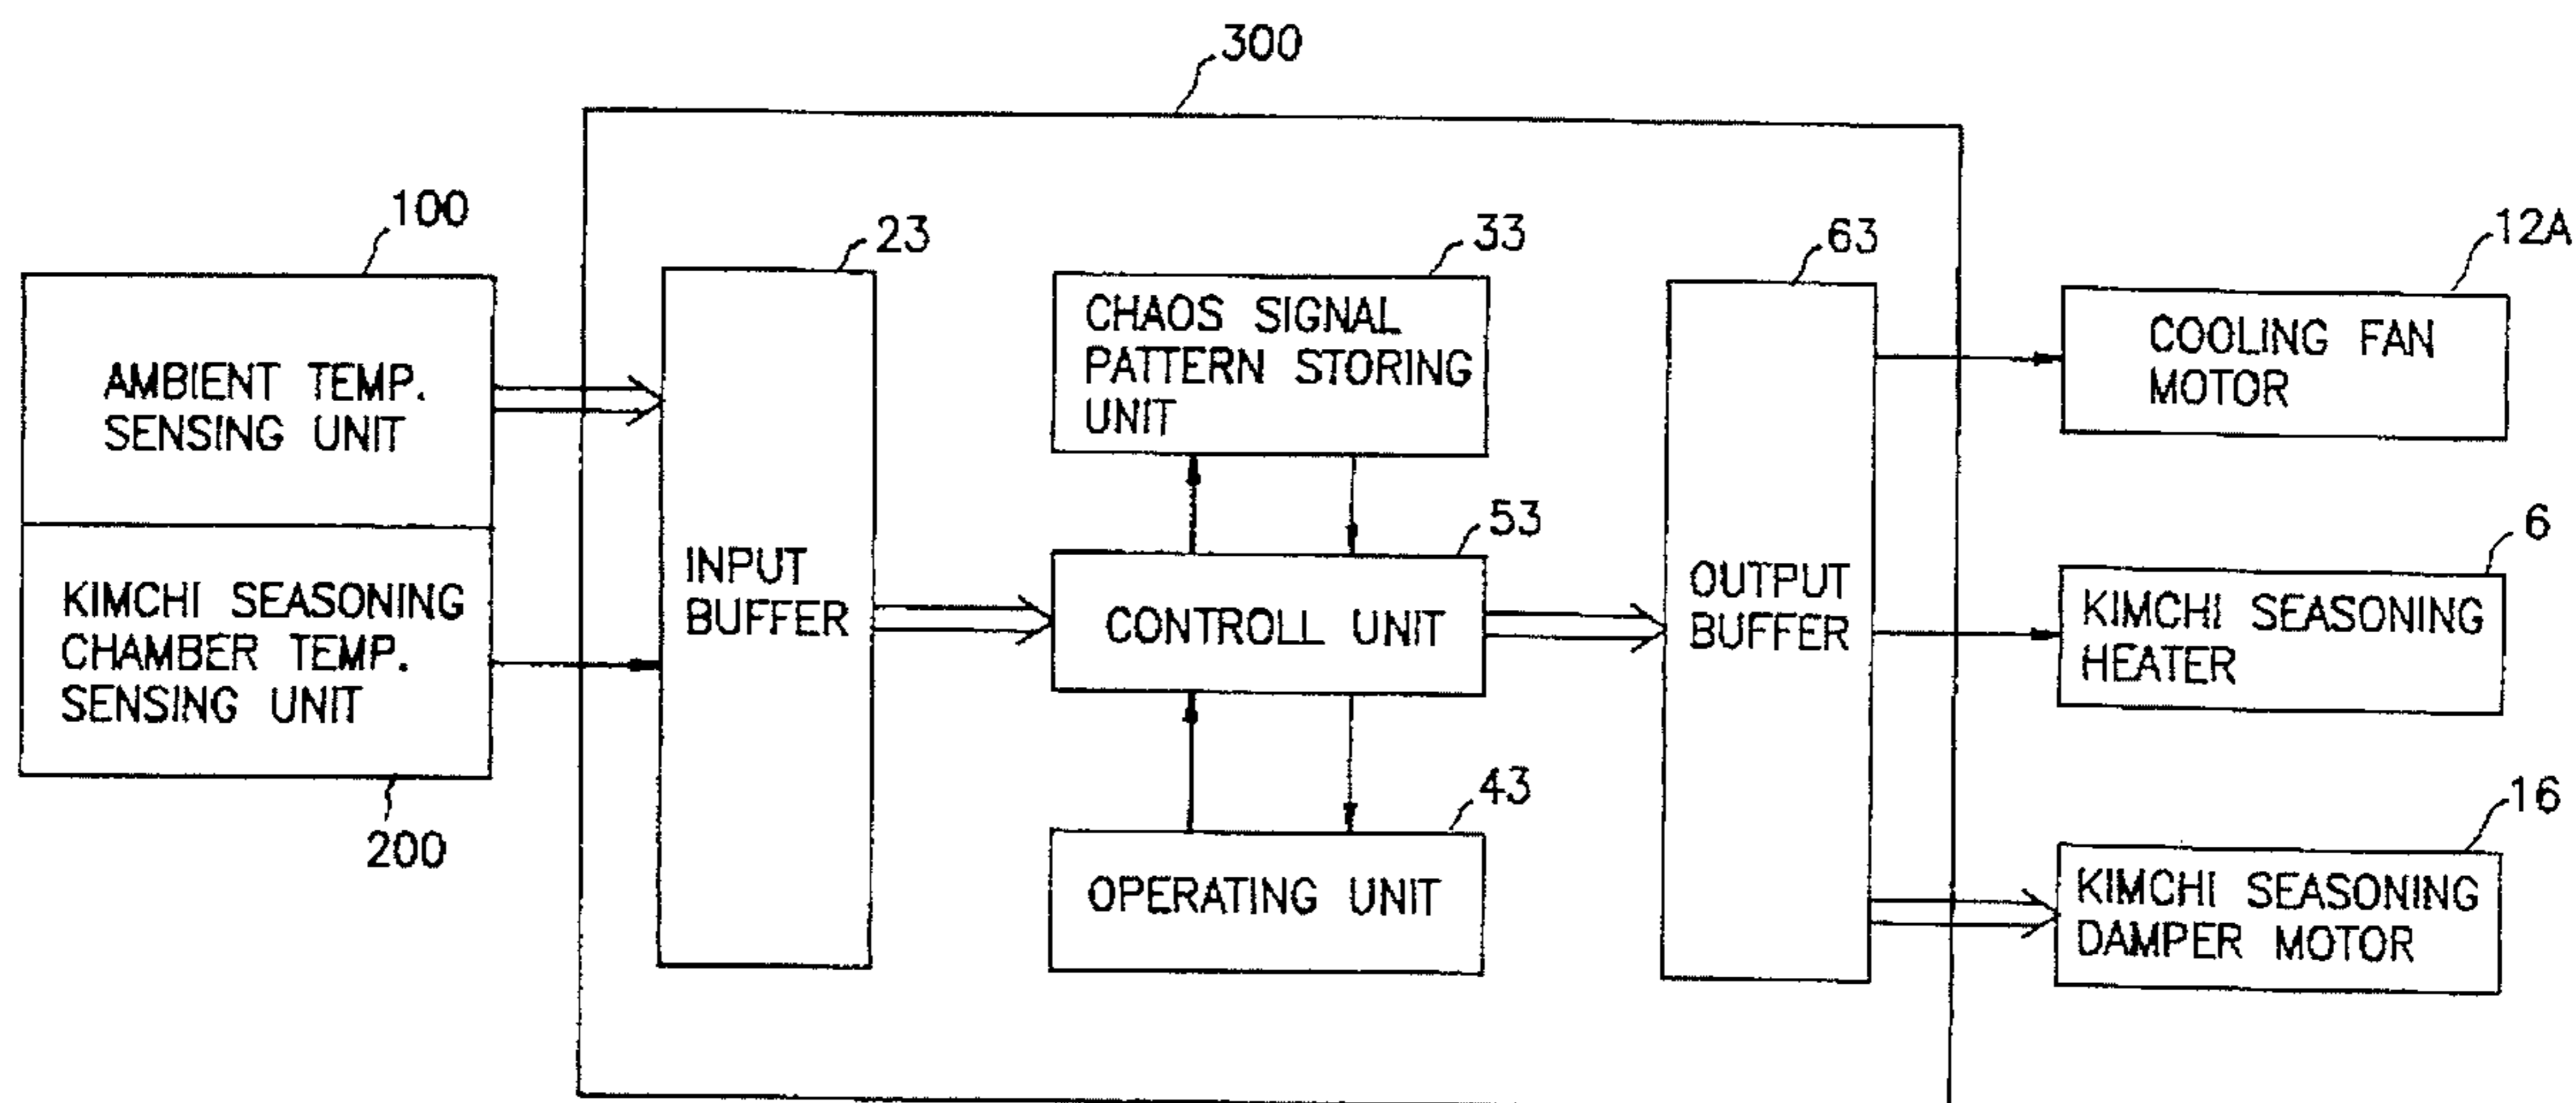 300
100
AMBIENT TEMP.
SENSING UNIT
KIMCHI SEASONING
CHAMBER TEMP.
SENSING UNIT
200
23
INPUT
BUFFER
33
CHAOS SIGNAL
PATTERN STORING
UNIT
53
CONTROLL UNIT
43
OPERATING UNIT
63
OUTPUT
BUFFER
12A
COOLING FAN
MOTOR
6
KIMCHI SEASONING
HEATER
16
KIMCHI SEASONING
DAMPER MOTOR